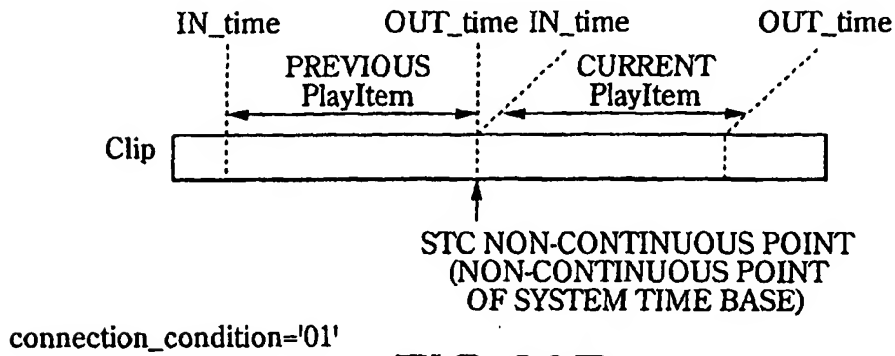 IN_time OUT_time IN_time OUT_time
PREVIOUS CURRENT
PlayItem PlayItem
Clip
STC NON-CONTINUOUS POINT
(NON-CONTINUOUS POINT
OF SYSTEM TIME BASE)
connection_condition='01'